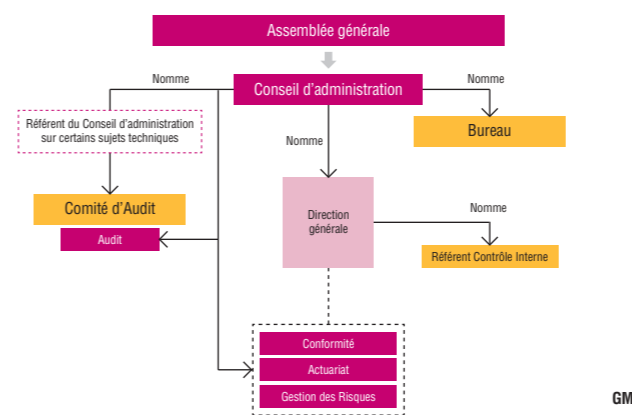 Assemblée générale
Nomme
Conseil d'administration
Nomme
Référent du Conseil d'administration
sur certains sujets techniques
Bureau
Nomme
Comité d'Audit
Direction
générale
Nomme
Audit
Référent Contrôle Interne
Conformité
Actuariat
Gestion des Risques
GM